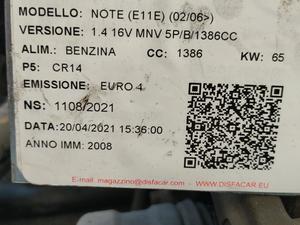 MODELLO: NOTE (E11E) (02/06>)
VERSIONE: 1.4 16V MNV 5P/B/1386CC
ALIM.: BENZINA CC: 1386 KW: 65
P5: CR14
EMISSIONE: EURO 4
NS: 1108/2021
DATA:20/04/2021 15:36:00
ANNO IMM: 2008
E-mail: magazzino@disfacar.com - WWW.DISFACAR.EU